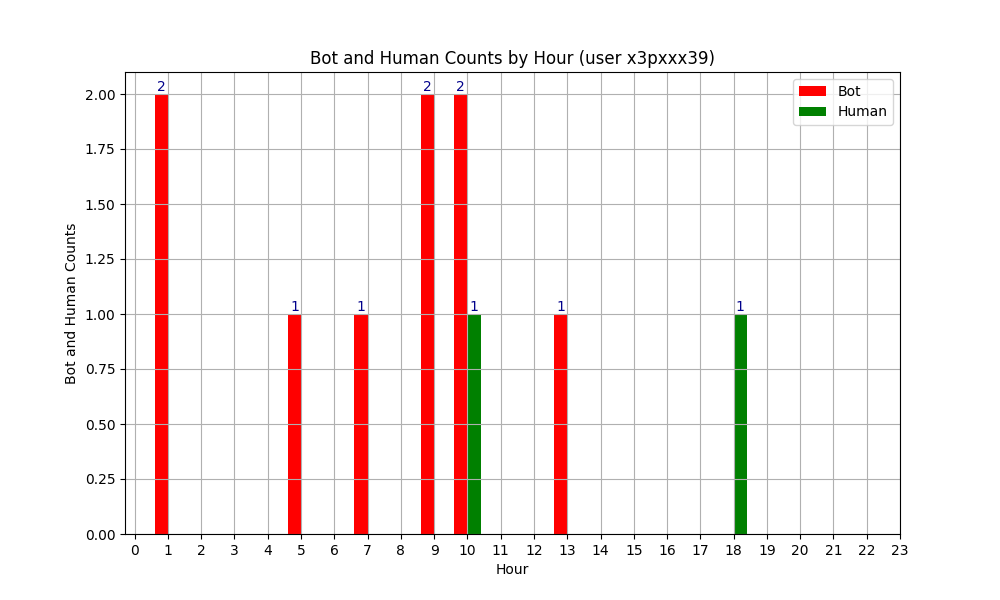 Bot and Human Counts by Hour (user x3pxxx39)
Bot
Human
2 2 2
1 1 1 1 1
2.00
1.75
1.50
1.25
1.00
0.75
0.50
0.25
0.00
Bot and Human Counts
0 1 2 3 4 5 6 7 8 9 10 11 12 13 14 15 16 17 18 19 20 21 22 23
Hour